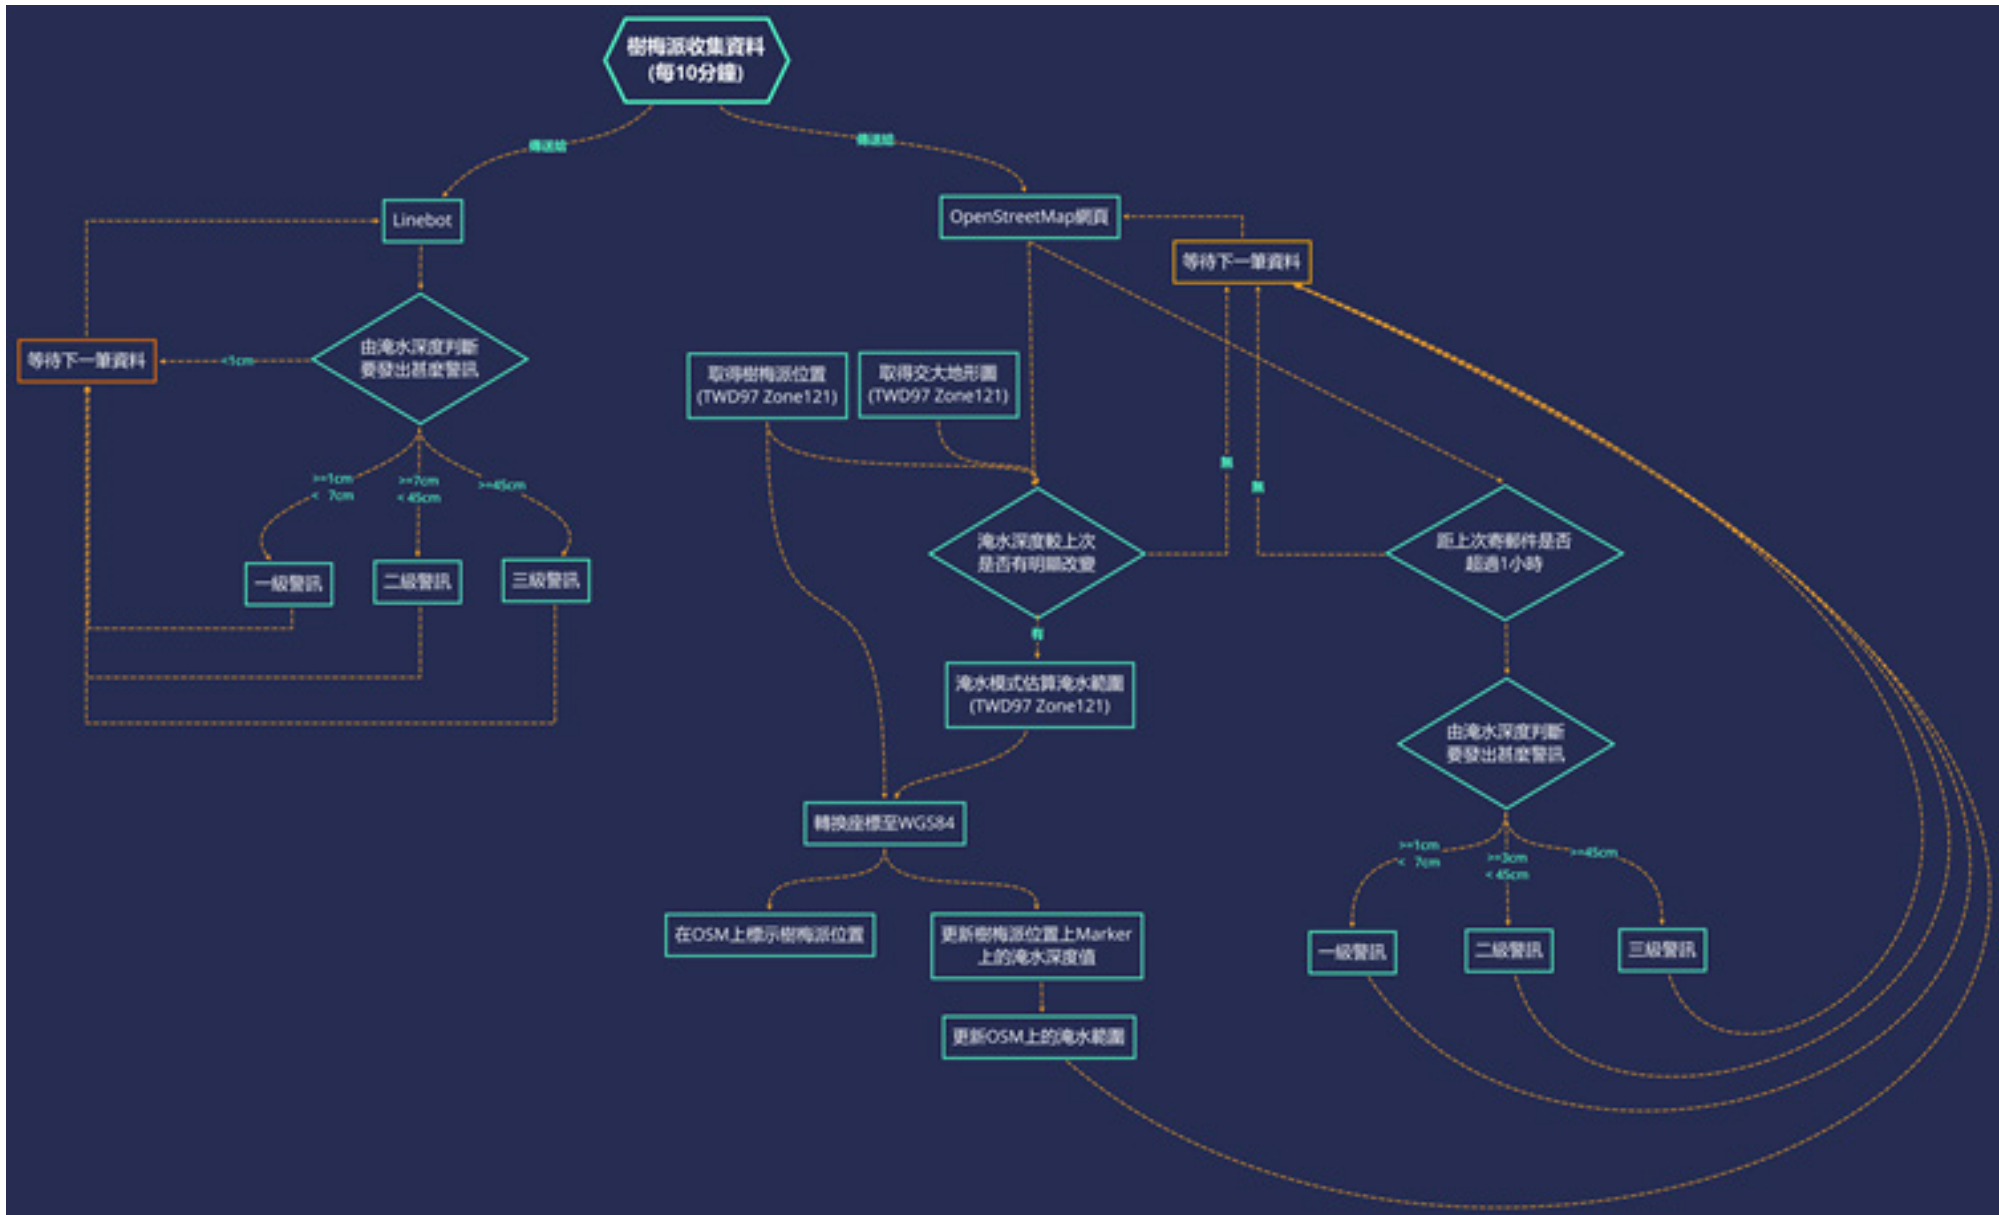 樹梅派收集資料
(每10分鐘)
傳送給
傳送給
Linebot
OpenStreetMap網頁
等待下一筆資料
由淹水深度判斷
要發出甚麼警訊
<1cm
等待下一筆資料
取得樹梅派位置
(TWD97 Zone121)
取得交大地形圖
(TWD97 Zone121)
>=1cm
< 7cm
>=7cm
< 45cm
>=45cm
一級警訊
二級警訊
三級警訊
無
無
淹水深度較上次
是否有明顯改變
距上次寄郵件是否
超過1小時
有
淹水模式估算淹水範圍
(TWD97 Zone121)
由淹水深度判斷
要發出甚麼警訊
轉換座標至WGS84
>=1cm
< 7cm
>=3cm
< 45cm
>=45cm
在OSM上標示樹梅派位置
更新樹梅派位置上Marker
上的淹水深度值
一級警訊
二級警訊
三級警訊
更新OSM上的淹水範圍